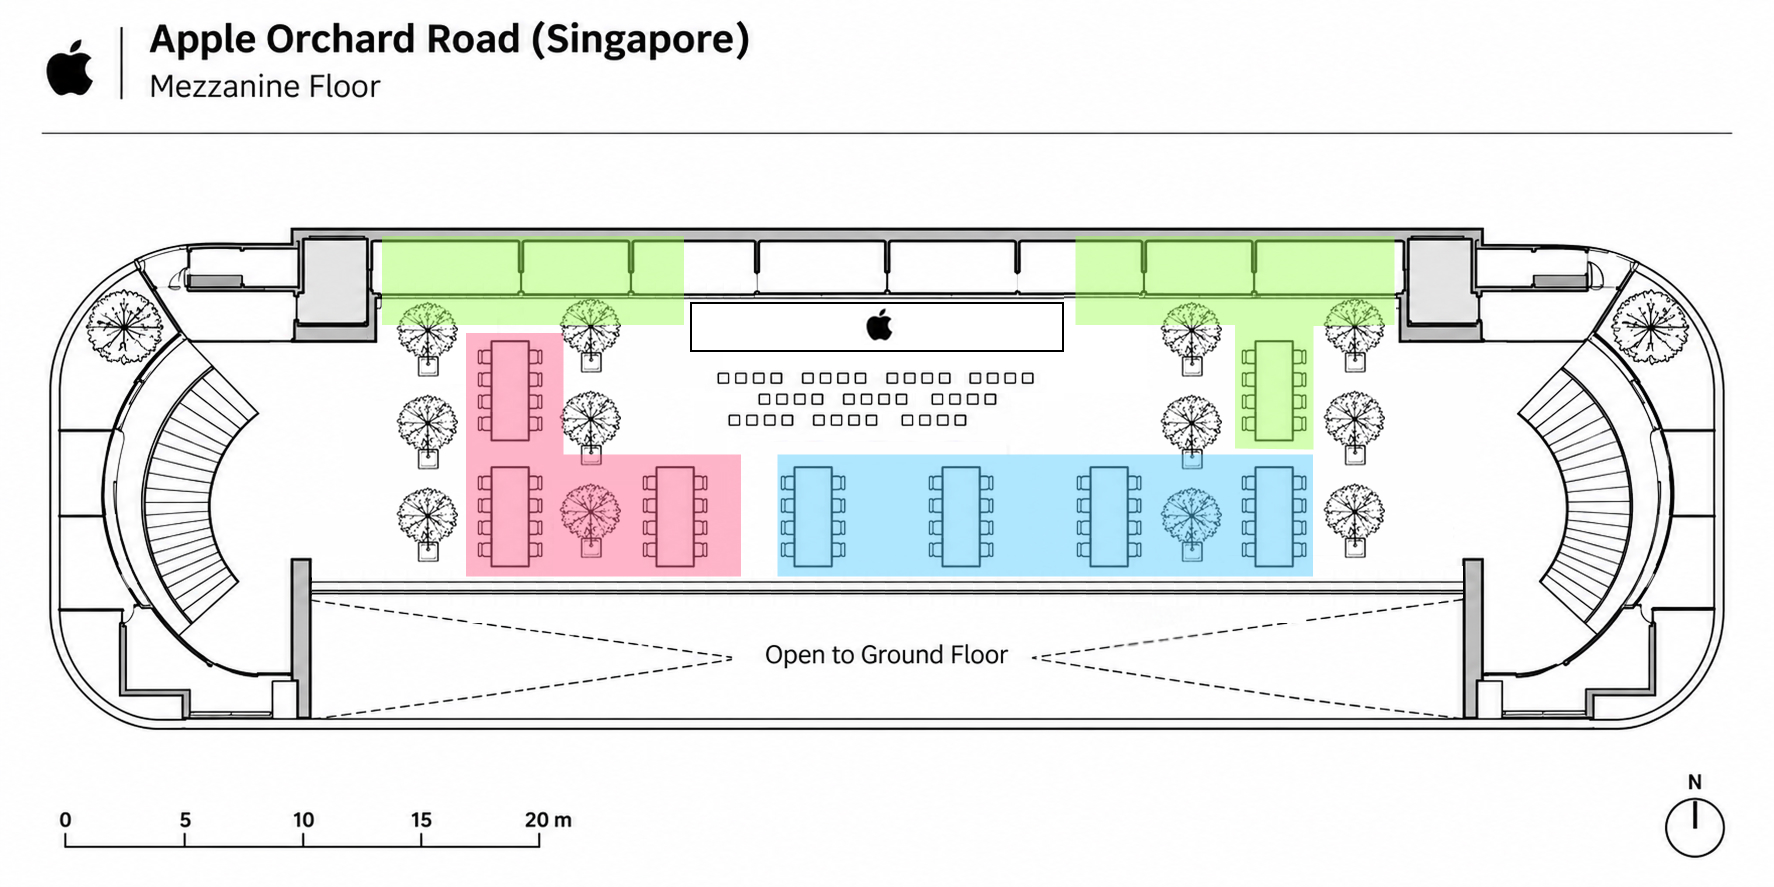 Apple Orchard Road (Singapore)
Mezzanine Floor
Open to Ground Floor
N
0 5 10 15 20 m